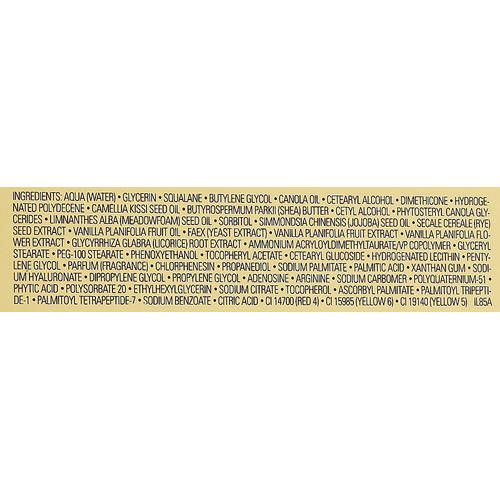 INGREDIENTS: AQUA (WATER) • GLYCERIN • SQUALANE • BUTYLENE GLYCOL • CANOLA OIL • CETEARYL ALCOHOL • DIMETHICONE • HYDROGE-
NATED POLYDECENE • CAMELLIA KISSI SEED OIL • BUTYROSPERMUM PARKII (SHEA) BUTTER • CETYL ALCOHOL • PHYTOSTERYL CANOLA GLY-
CERIDES • LIMNANTHES ALBA (MEADOWFOAM) SEED OIL • SORBITOL • SIMMONDSIA CHINENSIS (JOJOBA) SEED OIL • SECALE CEREALE (RYE)
SEED EXTRACT • VANILLA PLANIFOLIA FRUIT OIL • FAEX (YEAST EXTRACT) • VANILLA PLANIFOLIA FRUIT EXTRACT • VANILLA PLANIFOLIA FLO-
WER EXTRACT • GLYCYRRHIZA GLABRA (LICORICE) ROOT EXTRACT • AMMONIUM ACRYLOYLDIMETHYLTAURATE/VP COPOLYMER • GLYCERYL
STEARATE • PEG-100 STEARATE • PHENOXYETHANOL • TOCOPHERYL ACETATE • CETEARYL GLUCOSIDE • HYDROGENATED LECITHIN • PENTY-
LENE GLYCOL • PARFUM (FRAGRANCE) • CHLORPHENESIN • PROPANEDIOL • SODIUM PALMITATE • PALMITIC ACID • XANTHAN GUM • SODI-
UM HYALURONATE • DIPROPYLENE GLYCOL • PROPYLENE GLYCOL • ADENOSINE • ARGININE • SODIUM CARBOMER • POLYQUATERNIUM-51 •
PHYTIC ACID • POLYSORBATE 20 • ETHYLHEXYLGLYCERIN • SODIUM CITRATE • TOCOPHEROL • ASCORBYL PALMITATE • PALMITOYL TRIPEPTI-
DE-1 • PALMITOYL TETRAPEPTIDE-7 • SODIUM BENZOATE • CITRIC ACID • CI 14700 (RED 4) • CI 15985 (YELLOW 6) • CI 19140 (YELLOW 5) IL85A